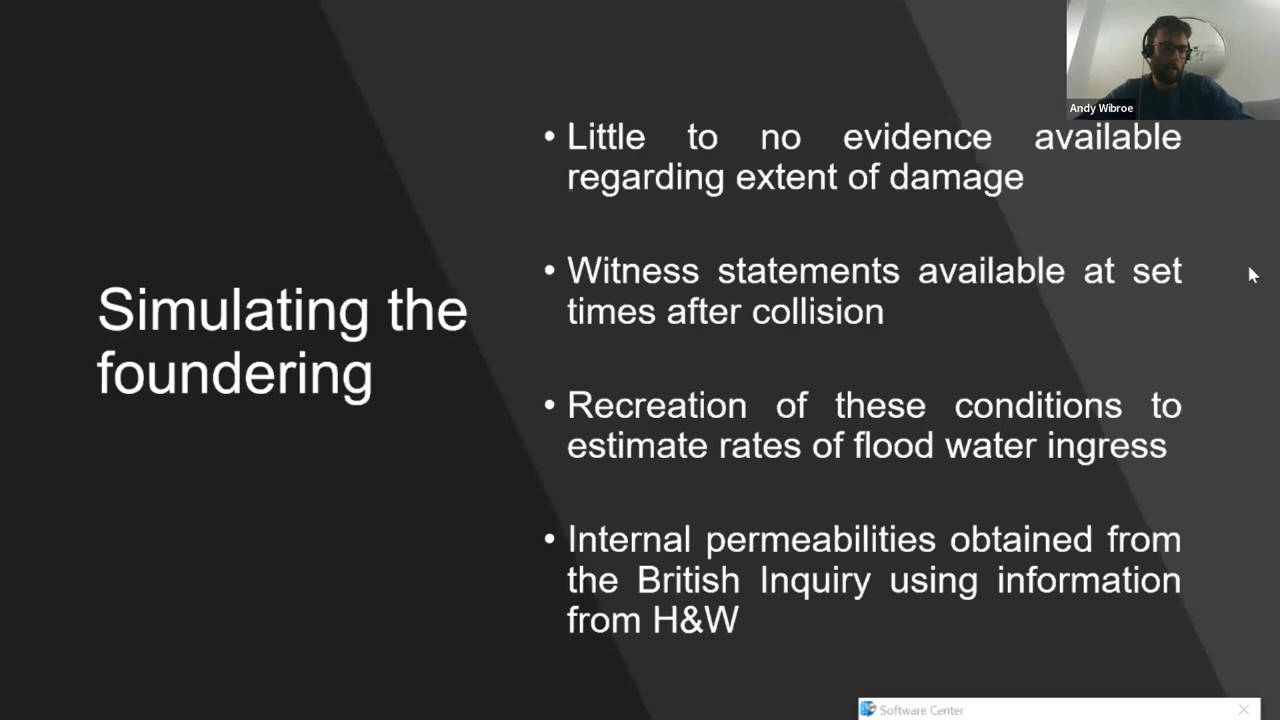 Andy Wibroe
Simulating the
foundering
• Little to no evidence available
regarding extent of damage
• Witness statements available at set
times after collision
• Recreation of these conditions to
estimate rates of flood water ingress
• Internal permeabilities obtained from
the British Inquiry using information
from H&W
Software Center